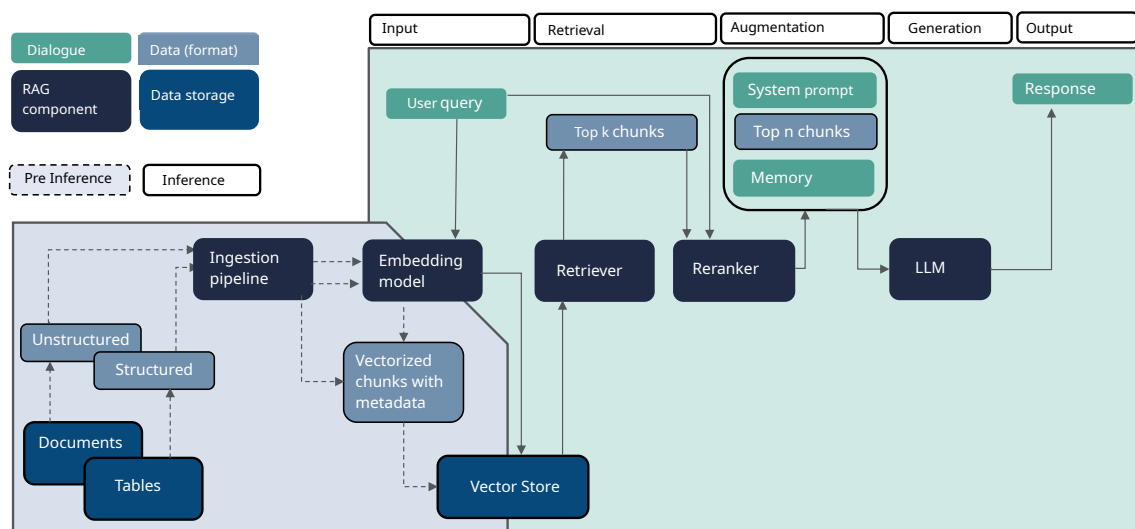 Input
Retrieval
Augmentation
Generation
Output
Dialogue
Data (format)
RAG
component
Data storage
Pre Inference
Inference
User query
Top k chunks
System prompt
Top n chunks
Memory
Response
Ingestion
pipeline
Embedding
model
Retriever
Reranker
LLM
Unstructured
Structured
Vectorized
chunks with
metadata
Documents
Tables
Vector Store